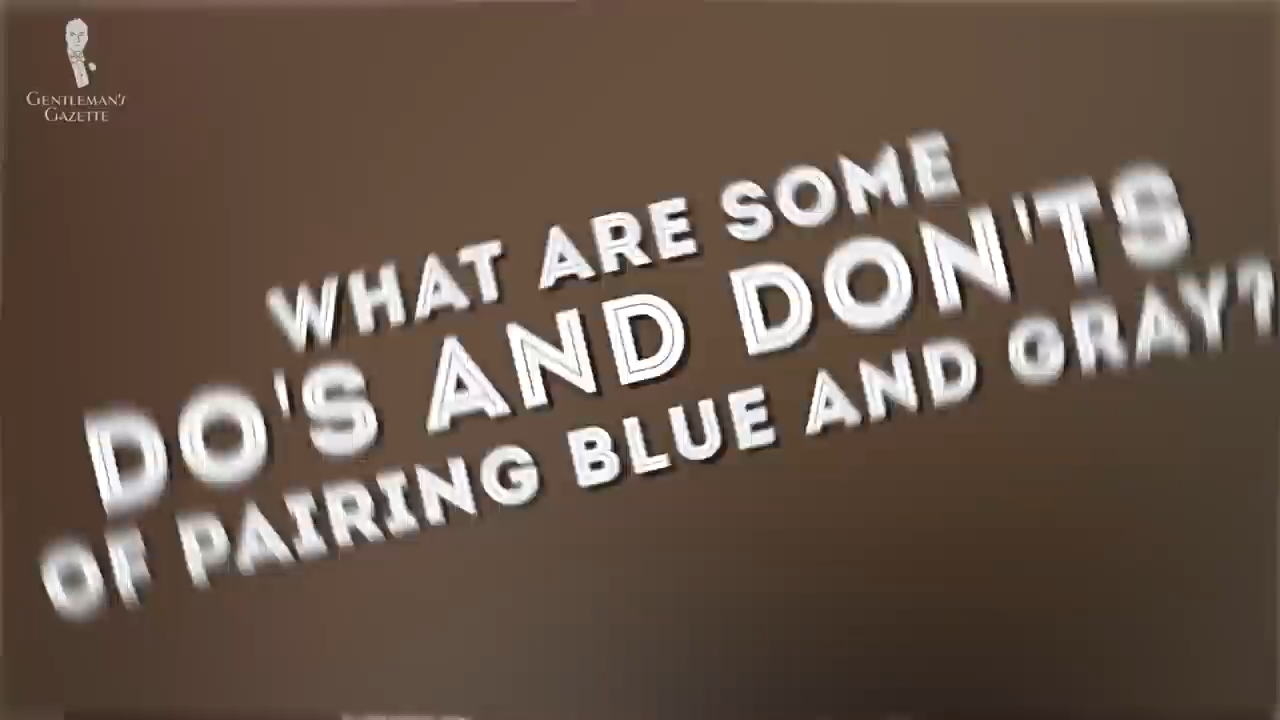 GENTLEMAN'S
GAZETTE
WHAT ARE SOME
DO'S AND DON'TS
OF PAIRING BLUE AND GRAY?